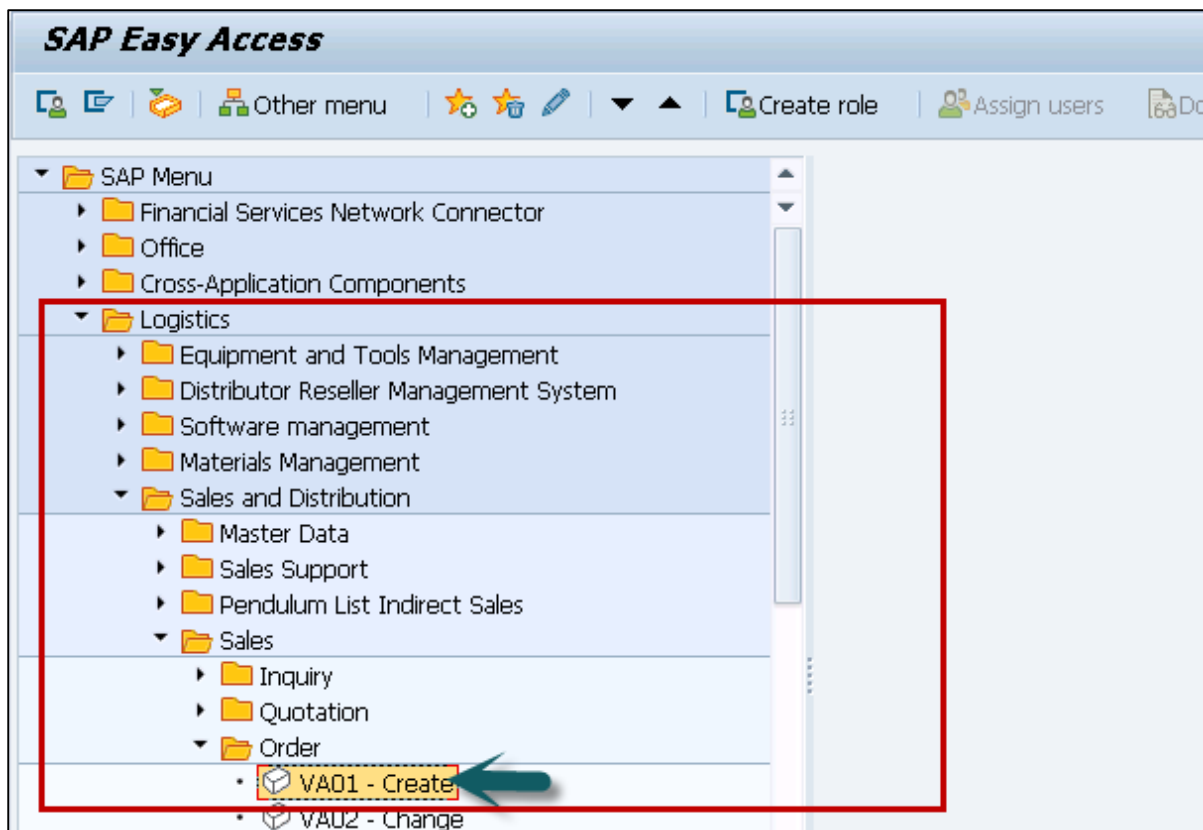 SAP Easy Access
Other menu Create role Assign users
SAP Menu
Financial Services Network Connector
Office
Cross-Application Components
Logistics
Equipment and Tools Management
Distributor Reseller Management System
Software management
Materials Management
Sales and Distribution
Master Data
Sales Support
Pendulum List Indirect Sales
Sales
Inquiry
Quotation
Order
VA01 - Create
VA02 - Change